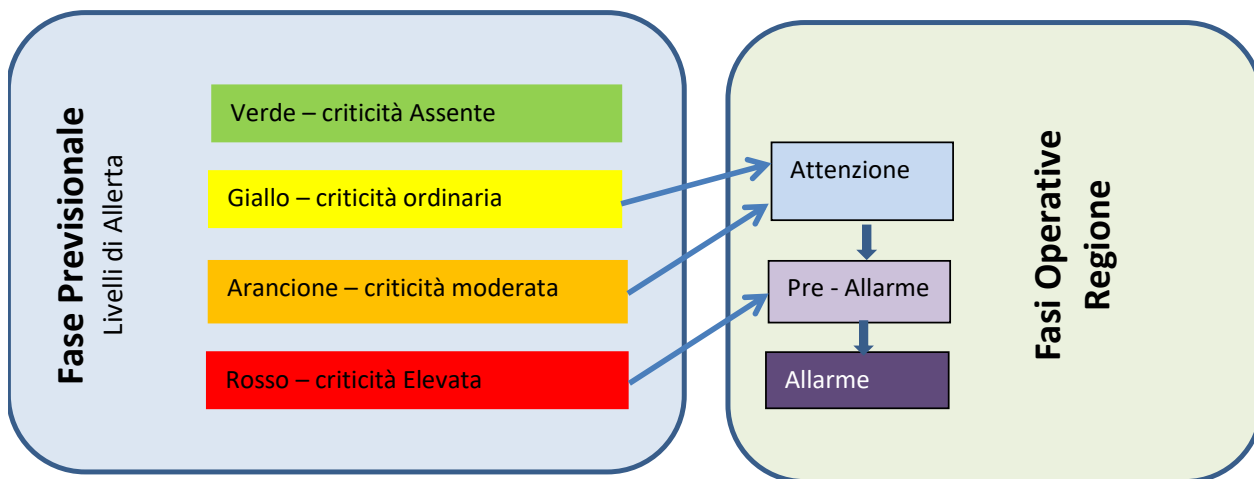 Fase Previsionale
Livelli di Allerta
Verde – criticità Assente
Giallo – criticità ordinaria
Arancione – criticità moderata
Rosso – criticità Elevata
Attenzione
Pre - Allarme
Allarme
Fasi Operative
Regione